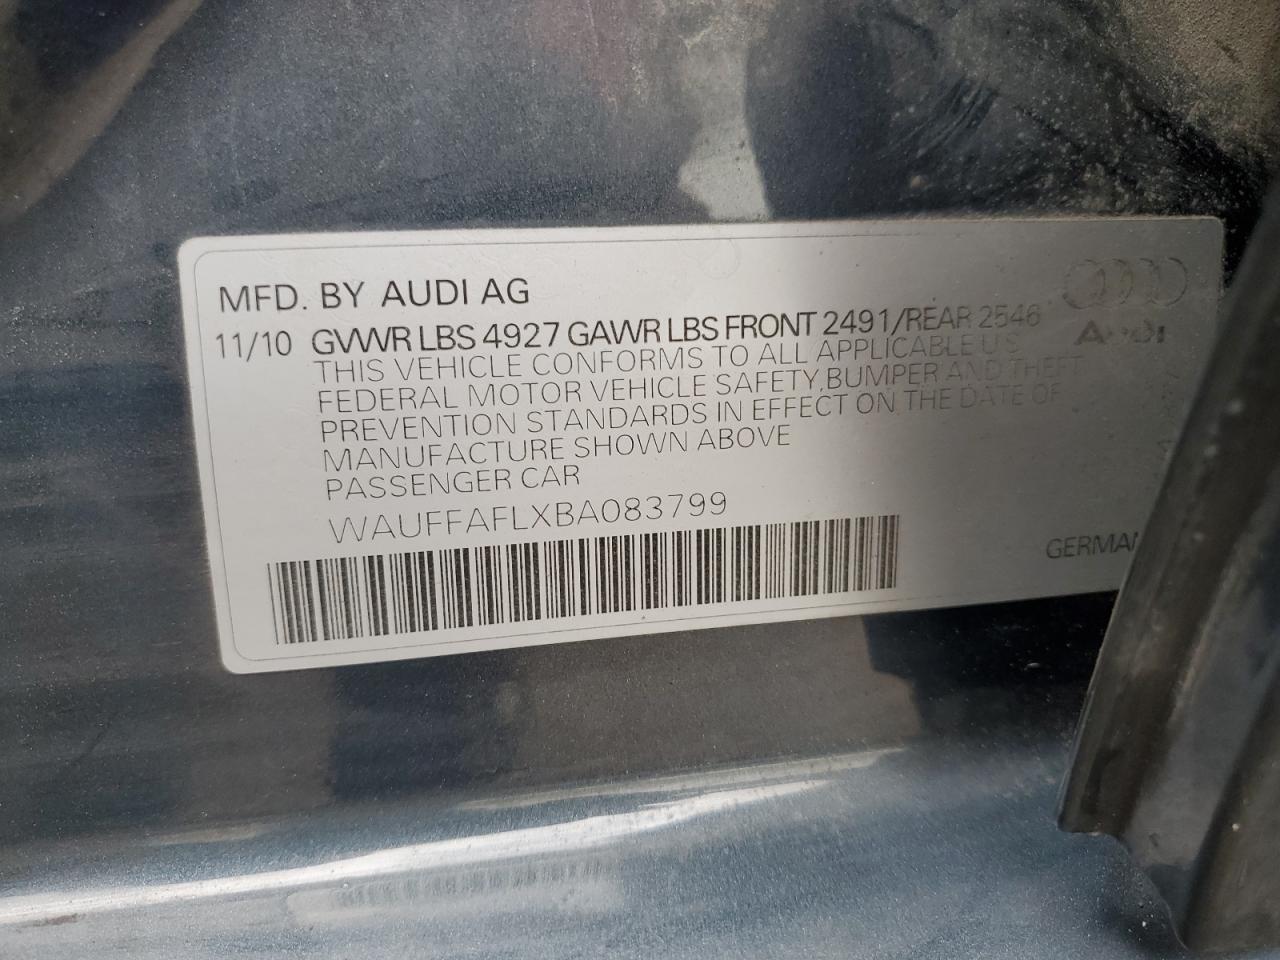 MFD. BY AUDI AG
11/10 GVWR LBS 4927 GAWR LBS FRONT 2491/REAR 2546
Audi
THIS VEHICLE CONFORMS TO ALL APPLICABLE U S
FEDERAL MOTOR VEHICLE SAFETY, BUMPER AND THEFT
PREVENTION STANDARDS IN EFFECT ON THE DATE OF
MANUFACTURE SHOWN ABOVE
PASSENGER CAR
WAUFFAFLXBA083799
GERMAN